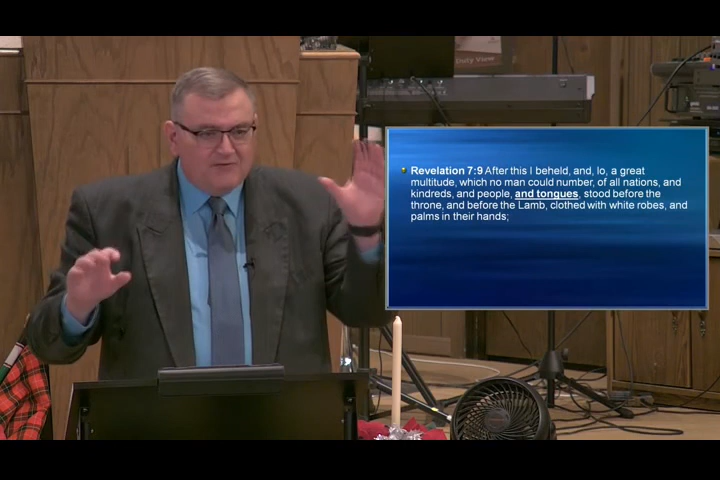 Duty View
Revelation 7:9 After this I beheld, and, lo, a great
multitude, which no man could number, of all nations, and
kindreds, and people, and tongues, stood before the
throne, and before the Lamb, clothed with white robes, and
palms in their hands;